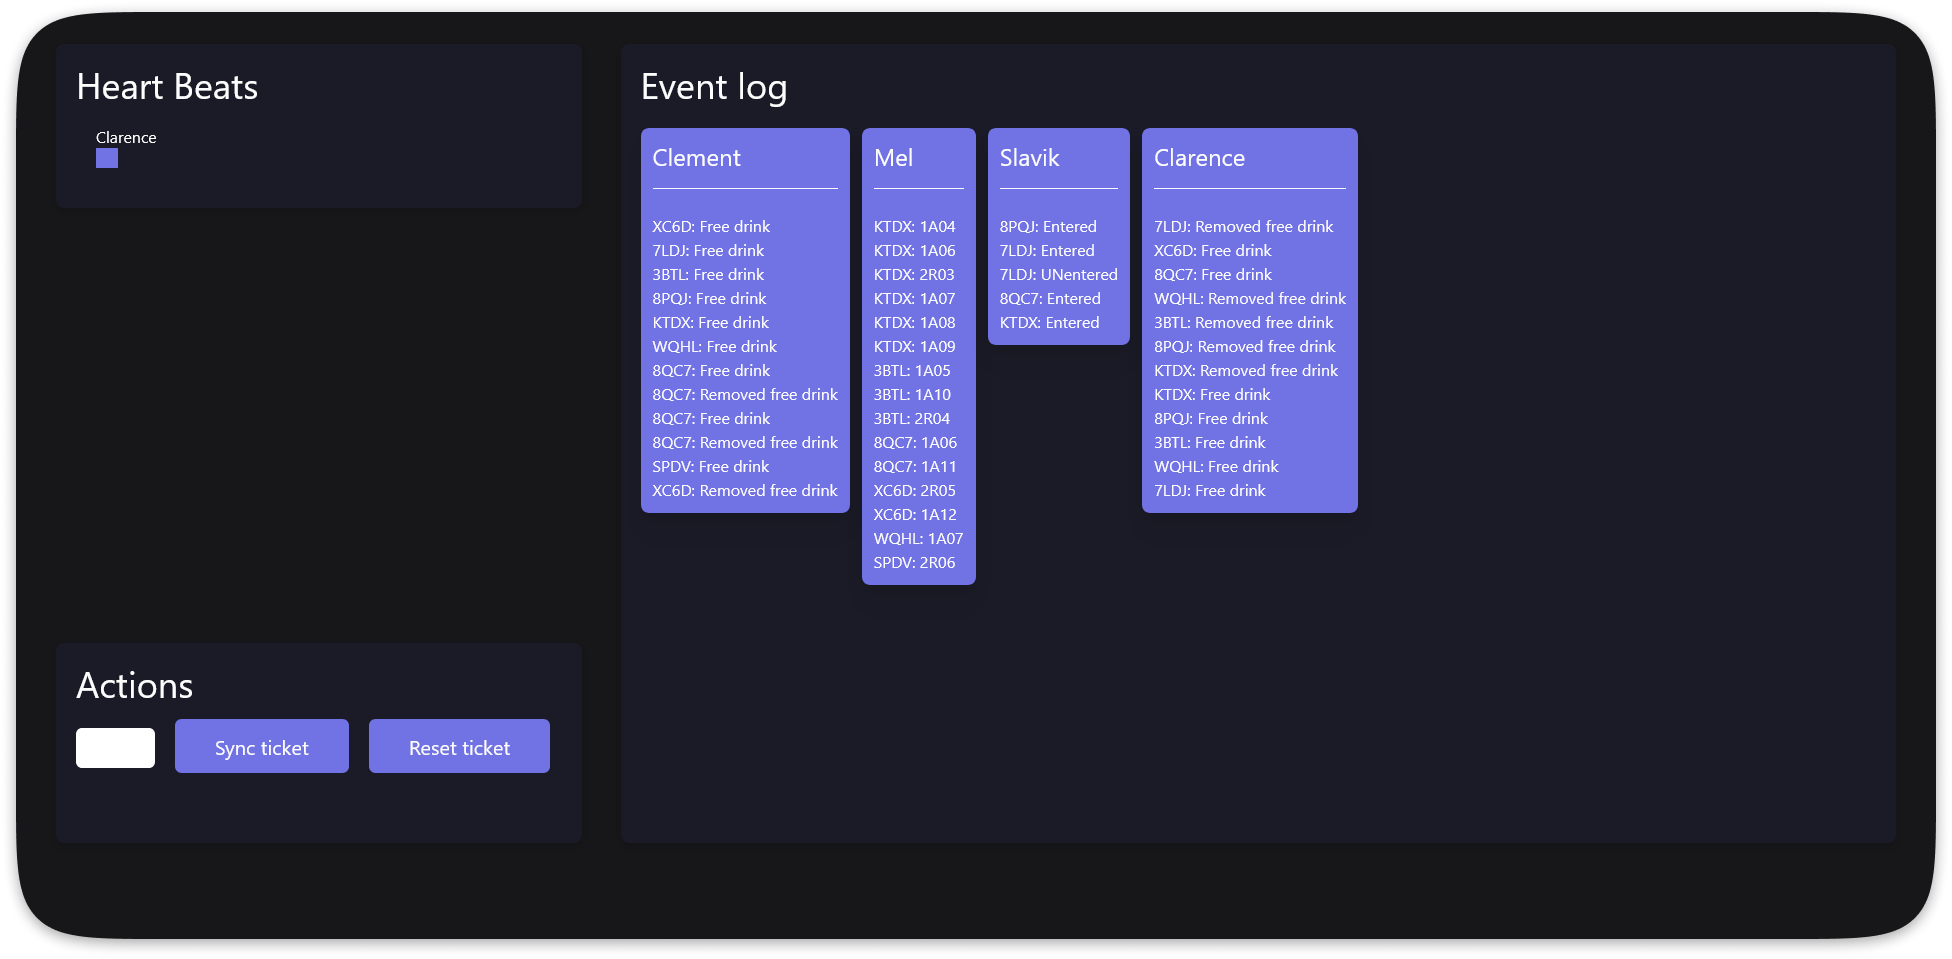 Heart Beats
Clarence
Event log
Clement
XC6D: Free drink
7LDJ: Free drink
3BTL: Free drink
8PQJ: Free drink
KTDX: Free drink
WQHL: Free drink
8QC7: Free drink
8QC7: Removed free drink
8QC7: Free drink
8QC7: Removed free drink
SPDV: Free drink
XC6D: Removed free drink
Mel
KTDX: 1A04
KTDX: 1A06
KTDX: 2R03
KTDX: 1A07
KTDX: 1A08
KTDX: 1A09
3BTL: 1A05
3BTL: 1A10
3BTL: 2R04
8QC7: 1A06
8QC7: 1A11
XC6D: 2R05
XC6D: 1A12
WQHL: 1A07
SPDV: 2R06
Slavik
8PQJ: Entered
7LDJ: Entered
7LDJ: UNentered
8QC7: Entered
KTDX: Entered
Clarence
7LDJ: Removed free drink
XC6D: Free drink
8QC7: Free drink
WQHL: Removed free drink
3BTL: Removed free drink
8PQJ: Removed free drink
KTDX: Removed free drink
KTDX: Free drink
8PQJ: Free drink
3BTL: Free drink
WQHL: Free drink
7LDJ: Free drink
Actions
Sync ticket
Reset ticket